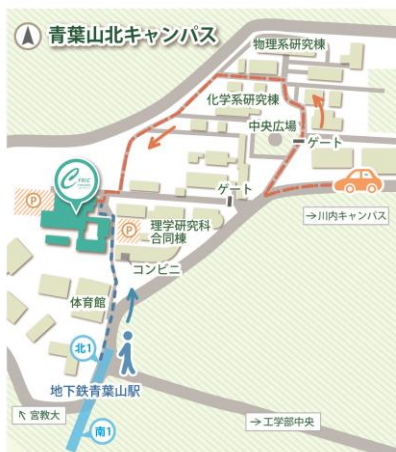 青葉山北キャンパス
物理系研究棟
化学系研究棟
中央広場
ゲート
ゲート
→川内キャンパス
P
P
理学研究科
合同棟
コンビニ
体育館
北1
地下鉄青葉山駅
↖ 宮教大
→工学部中央
南1